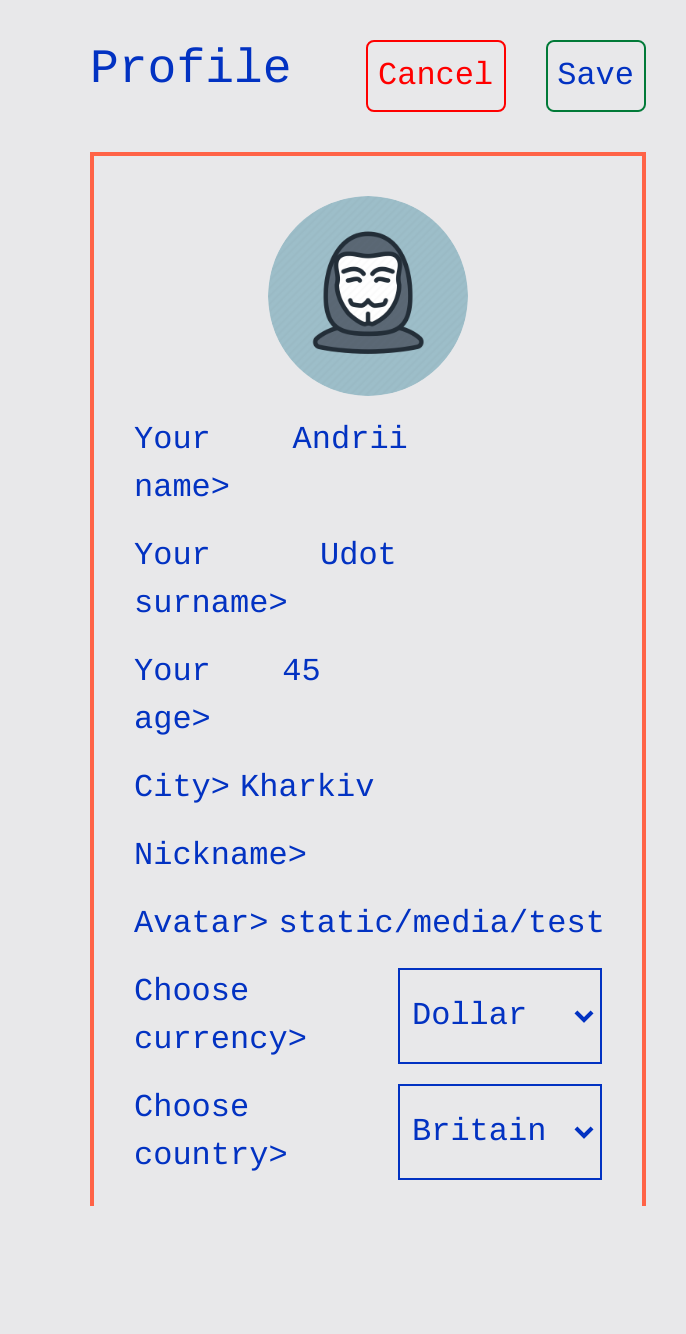 Profile Cancel Save
Your Andrii
name>
Your Udot
surname>
Your 45
age>
City> Kharkiv
Nickname>
Avatar> static/media/test
Choose
currency> Dollar
Choose
country> Britain